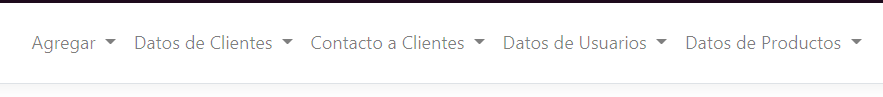 Agregar Datos de Clientes Contacto a Clientes Datos de Usuarios Datos de Productos